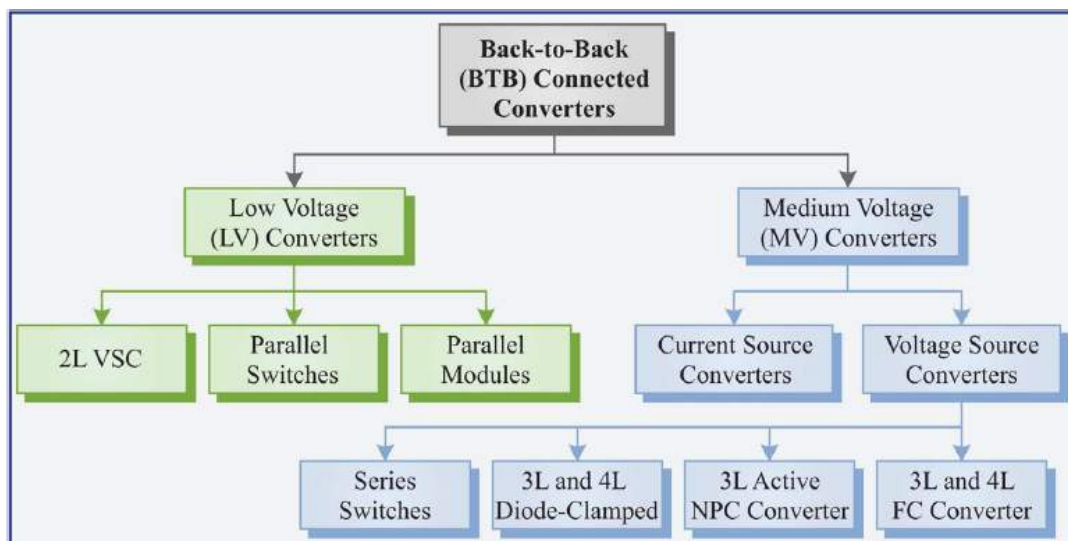 Back-to-Back
(BTB) Connected
Converters
Low Voltage
(LV) Converters
Medium Voltage
(MV) Converters
2L VSC
Parallel
Switches
Parallel
Modules
Current Source
Converters
Voltage Source
Converters
Series
Switches
3L and 4L
Diode-Clamped
3L Active
NPC Converter
3L and 4L
FC Converter